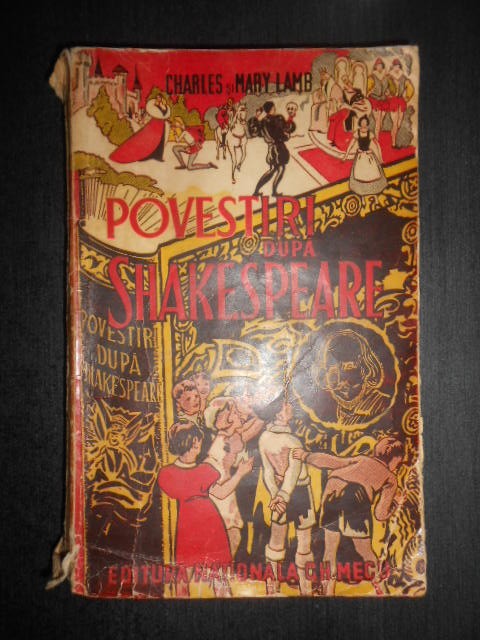 CHARLES ȘI MARY LAMB
POVESTIRI
DUPĂ
SHAKESPEARE
POVESTIRI
DUPĂ
SHAKESPEARE
EDITURA NAȚIONALA GH. MECU